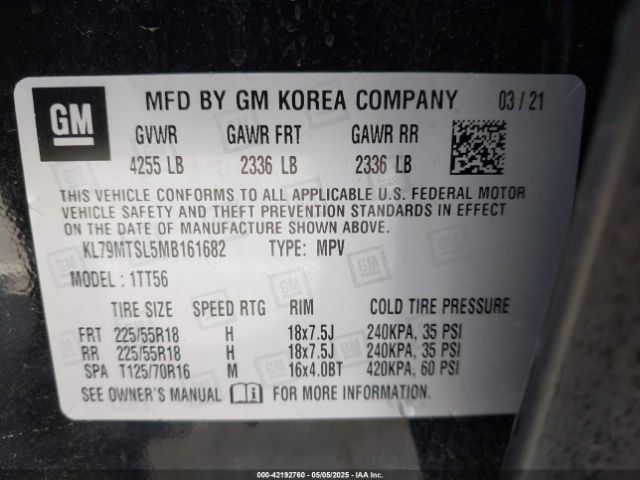 GM MFD BY GM KOREA COMPANY 03/21
GVWR GAWR FRT GAWR RR
4255 LB 2336 LB 2336 LB
THIS VEHICLE CONFORMS TO ALL APPLICABLE U.S. FEDERAL MOTOR
VEHICLE SAFETY AND THEFT PREVENTION STANDARDS IN EFFECT
ON THE DATE OF MANUFACTURE SHOWN ABOVE.
KL79MTSL5MB161682 TYPE: MPV
MODEL: 1TT56
TIRE SIZE SPEED RTG RIM COLD TIRE PRESSURE
FRT 225/55R18 H 18x7.5J 240KPA, 35 PSI
RR 225/55R18 H 18x7.5J 240KPA, 35 PSI
SPA T125/70R16 M 16x4.0BT 420KPA, 60 PSI
SEE OWNER'S MANUAL FOR MORE INFORMATION.
000-42192760 - 05/05/2025 - IAA Inc.